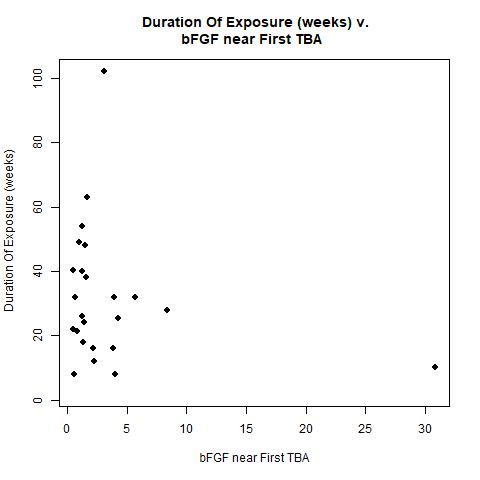 Duration Of Exposure (weeks) v.
bFGF near First TBA
Duration Of Exposure (weeks)
100
80
60
40
20
0
0 5 10 15 20 25 30
bFGF near First TBA